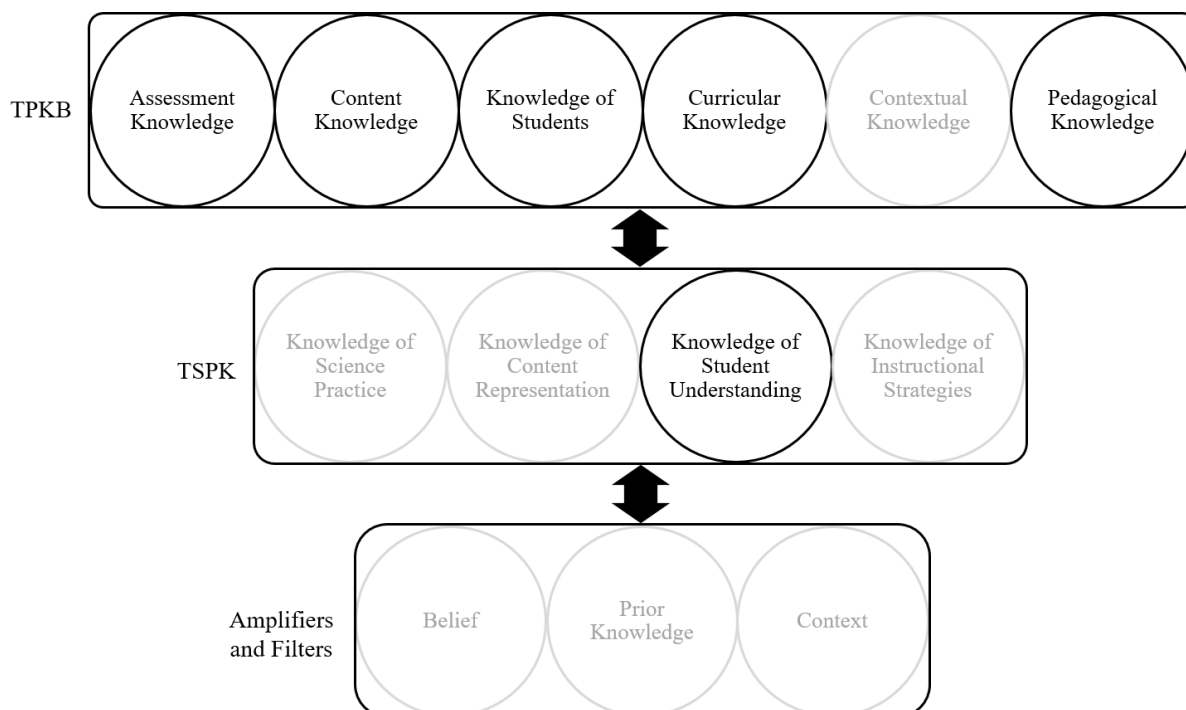 TPKB
Assessment
Knowledge
Content
Knowledge
Knowledge of
Students
Curricular
Knowledge
Contextual
Knowledge
Pedagogical
Knowledge
TSPK
Knowledge of
Science
Practice
Knowledge of
Content
Representation
Knowledge of
Student
Understanding
Knowledge of
Instructional
Strategies
Amplifiers
and Filters
Belief
Prior
Knowledge
Context